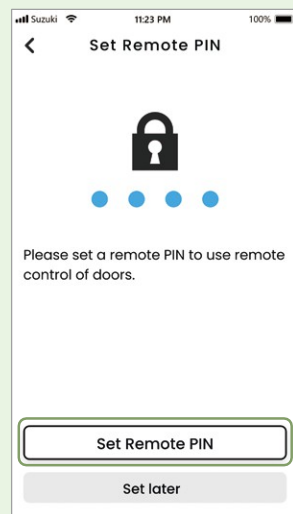 Suzuki 11:23 PM 100%
Set Remote PIN
Please set a remote PIN to use remote
control of doors.
Set Remote PIN
Set later